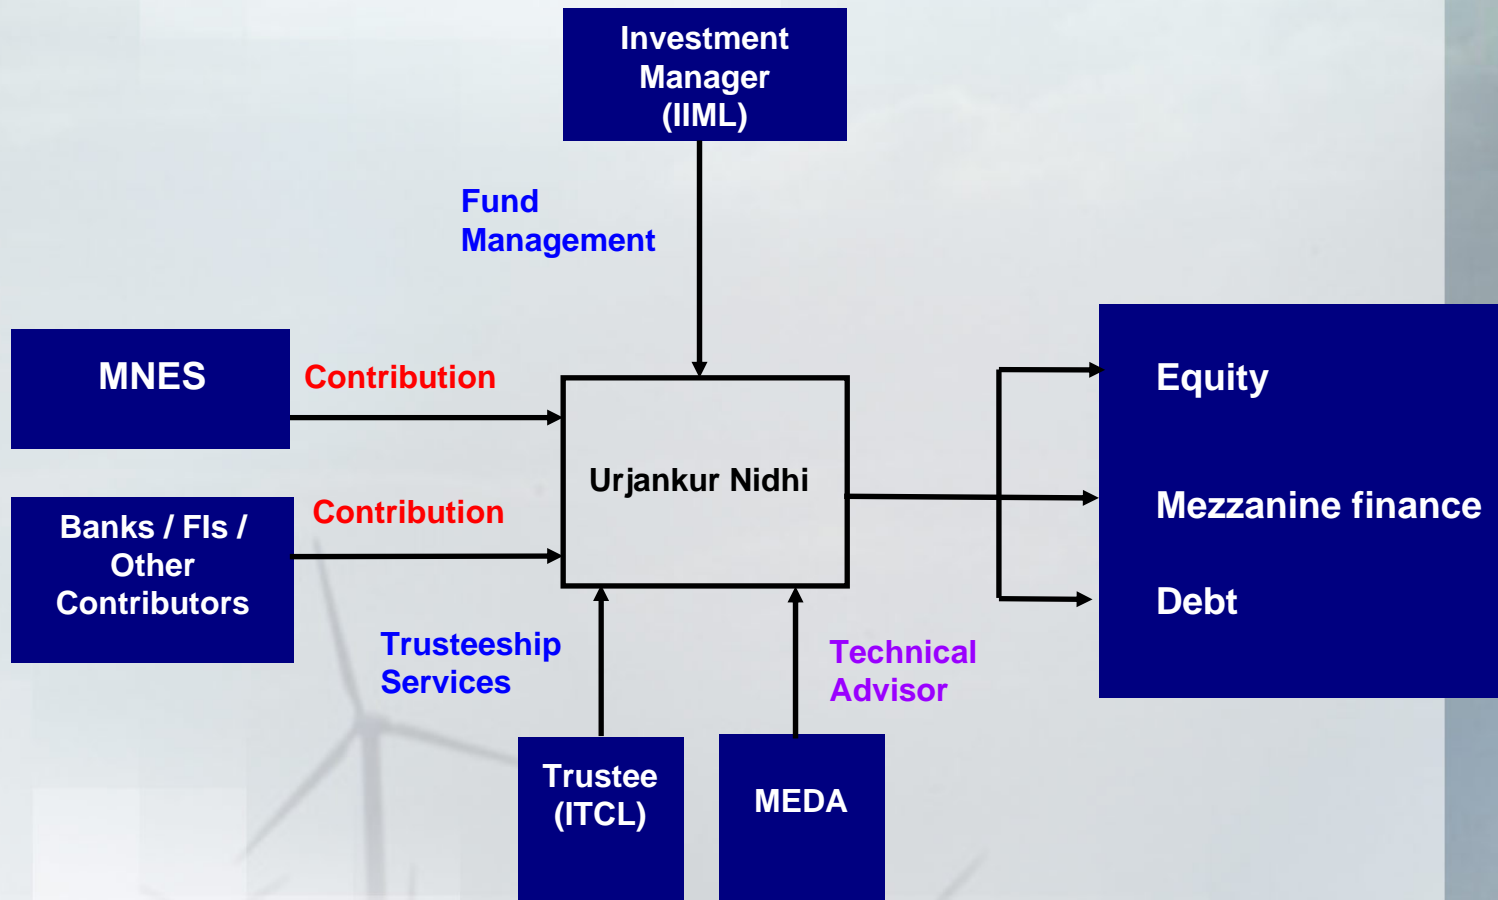 Investment
Manager
(IIML)
Fund
Management
MNES
Contribution
Equity
Urjankur Nidhi
Mezzanine finance
Banks / FIs /
Other
Contributors
Contribution
Debt
Trusteeship
Services
Technical
Advisor
Trustee
(ITCL)
MEDA